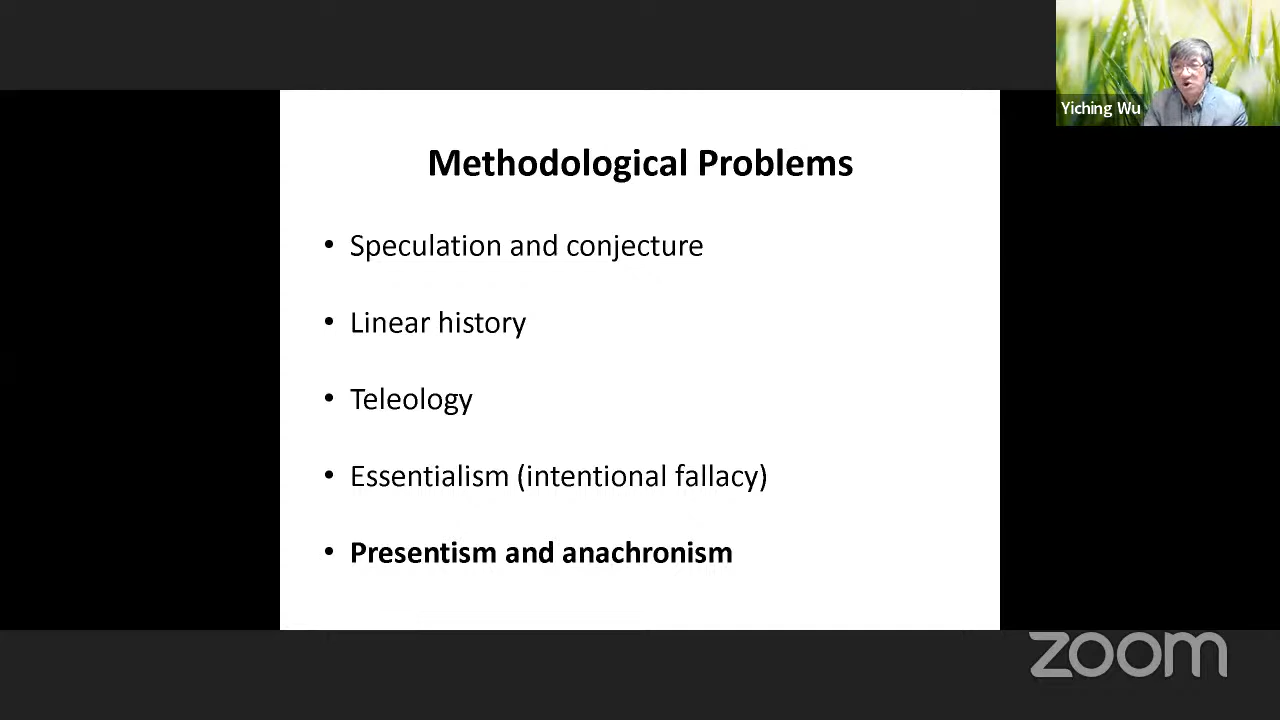 Yiching Wu
Methodological Problems
• Speculation and conjecture
• Linear history
• Teleology
• Essentialism (intentional fallacy)
• Presentism and anachronism
zoom